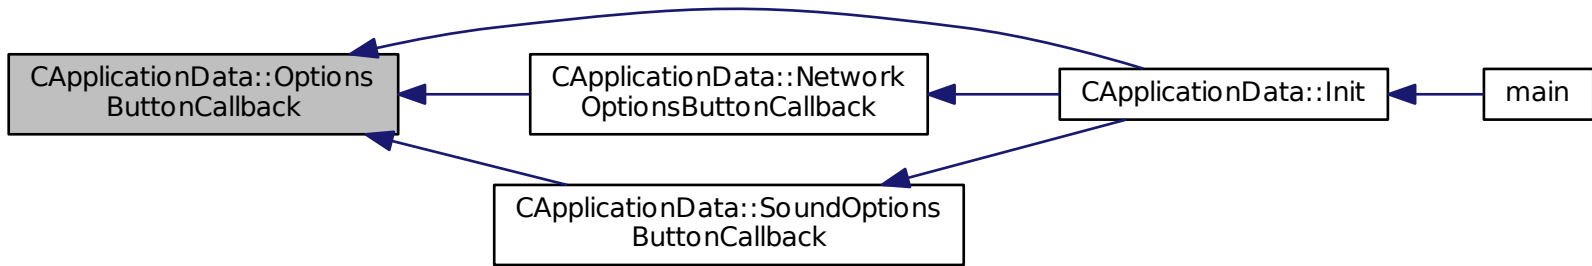 CApplicationData::Options
ButtonCallback
CApplicationData::Network
OptionsButtonCallback
CApplicationData::SoundOptions
ButtonCallback
CApplicationData::Init
main